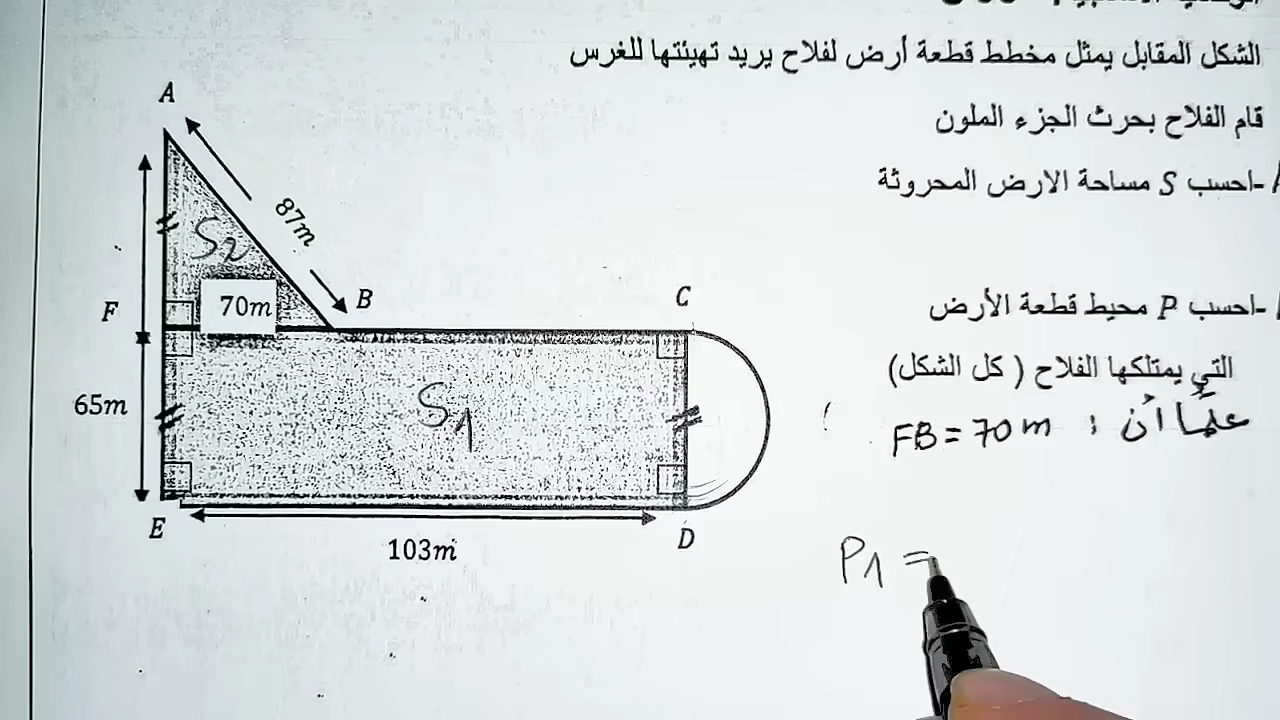 الشكل المقابل يمثل مخطط قطعة أرض لفلاح يريد تهيئتها للغرس
قام الفلاح بحرث الجزء الملون
-احسب S مساحة الارض المحروثة
-احسب P محيط قطعة الأرض
التي يمتلكها الفلاح ( كل الشكل)
علماً أن : FB = 70 m
A
87m
S2
F
70m
B
C
65m
S1
E
103m
D
P1 =